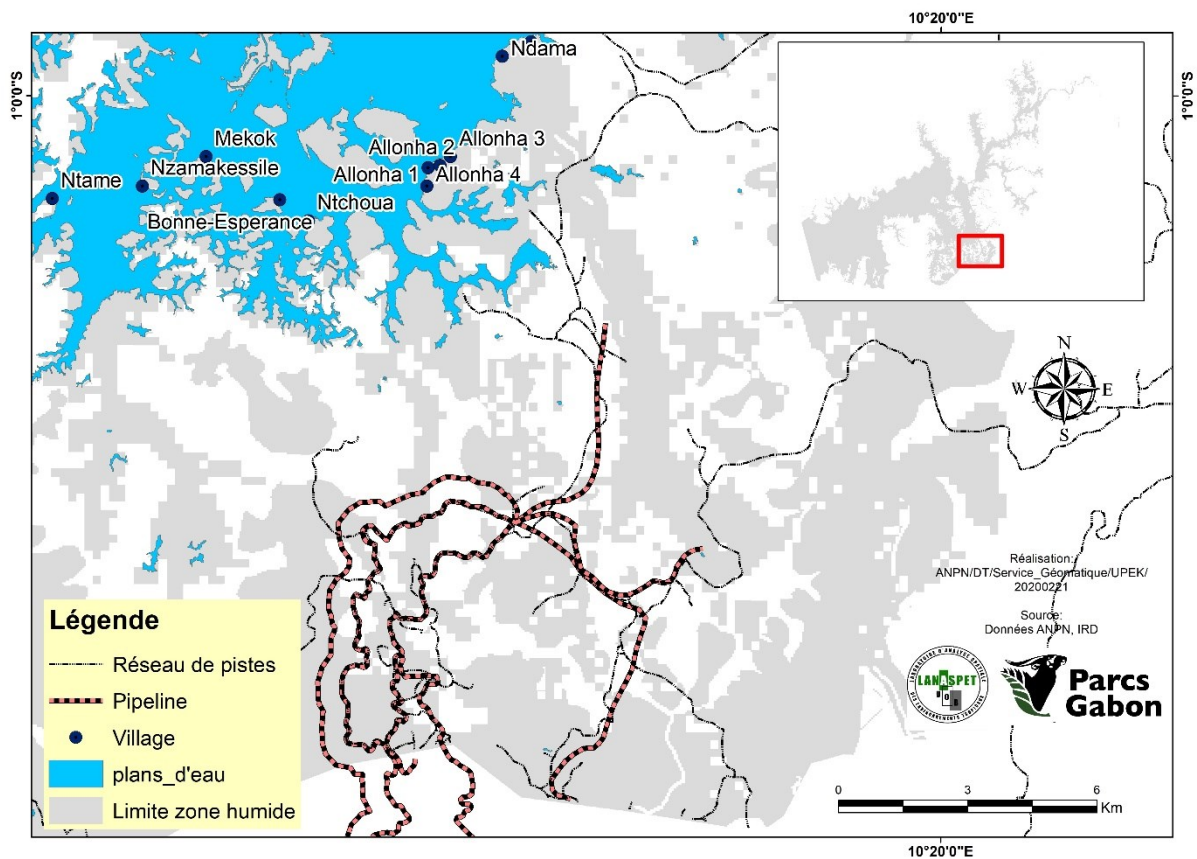 10°20'0"E
1°0'0"S
1°0'0"S
Ndama
Mekok
Allonha 2
Allonha 3
Nzamakessile
Allonha 1
Allonha 4
Ntame
Ntchoua
Bonne-Esperance
N
W
E
S
Réalisation:
ANPN/DT/Service_Géomatique/UPEK/
20200221
Source:
Données ANPN, IRD
LANASPET
Parcs
Gabon
Légende
Réseau de pistes
Pipeline
Village
plans_d'eau
Limite zone humide
0
3
6
Km
10°20'0"E